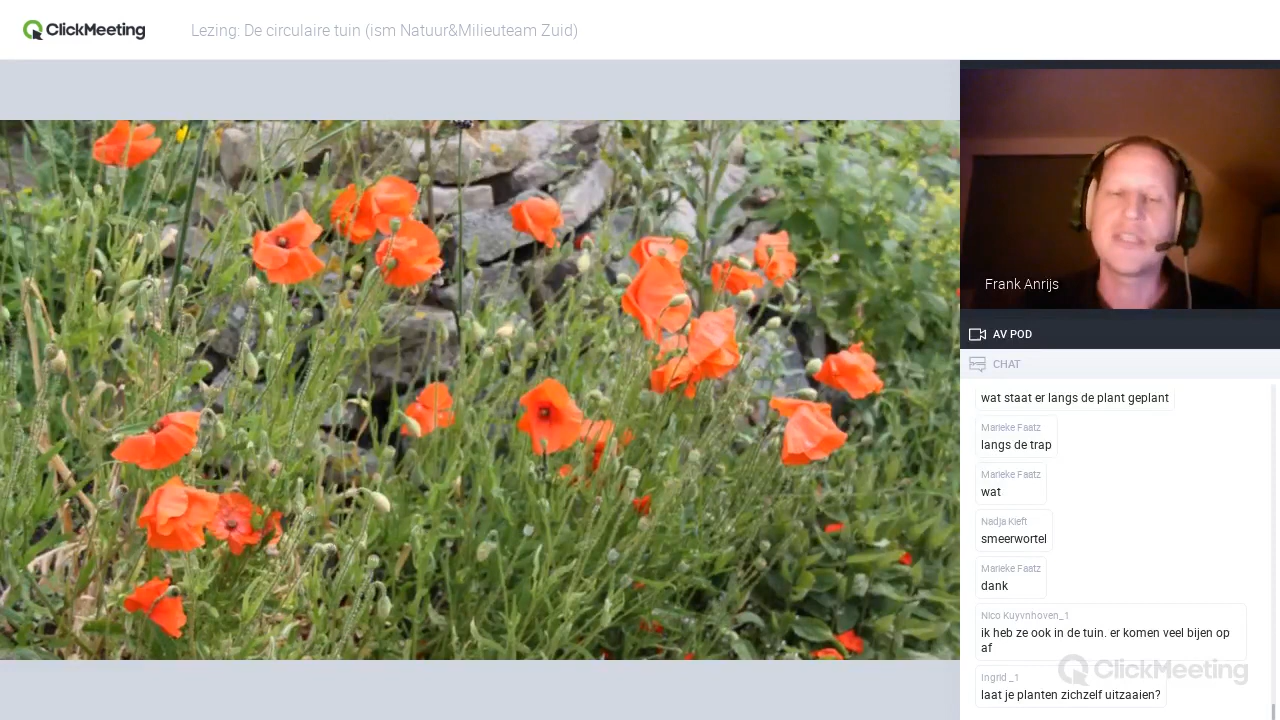 ClickMeeting
Lezing: De circulaire tuin (ism Natuur&Milieuteam Zuid)
Frank Anrijs
AV POD
CHAT
wat staat er langs de plant geplant
Marieke Faatz
langs de trap
Marieke Faatz
wat
Nadja Kleft
smeerwortel
Marieke Faatz
dank
Nico Kuyvnhoven_1
ik heb ze ook in de tuin. er komen veel bijen op
af
Ingrid _1
laat je planten zichzelf uitzaaien?
ClickMeeting